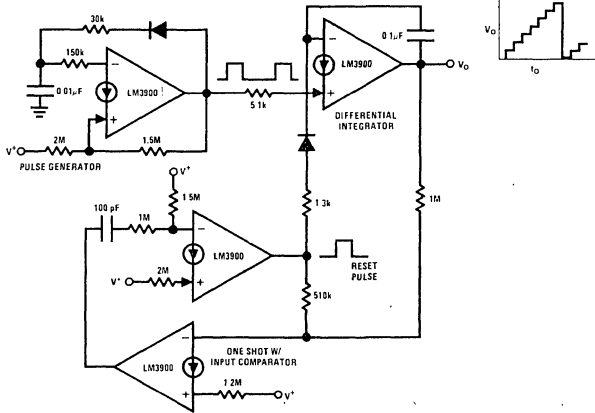 30k
150k
0 01µF
LM3900
2M
1.5M
V+
PULSE GENERATOR
5 1k
0 1µF
LM3900
DIFFERENTIAL
INTEGRATOR
VO
VO
tO
V+
1 5M
100 pF
1M
LM3900
2M
V+
1 3k
1M
RESET
PULSE
510k
ONE SHOT W/
INPUT COMPARATOR
LM3900
1 2M
V+
-
+
-
+
-
+
-
+